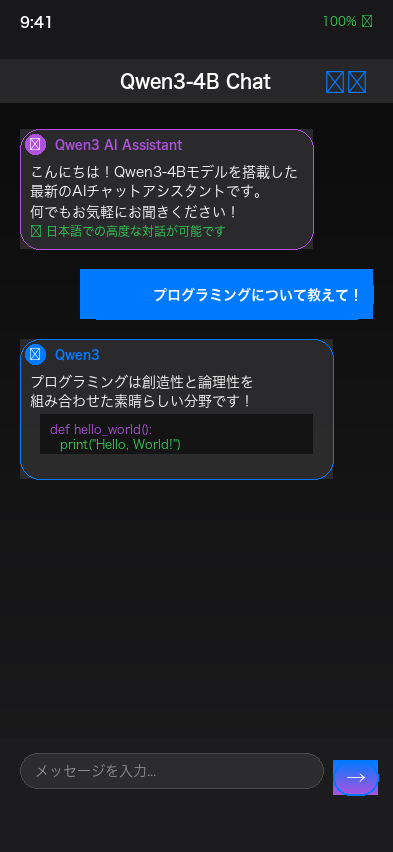 9:41
100%
Qwen3-4B Chat
Qwen3 AI Assistant
こんにちは！Qwen3-4Bモデルを搭載した
最新のAIチャットアシスタントです。
何でもお気軽にお聞きください！
日本語での高度な対話が可能です
プログラミングについて教えて！
Qwen3
プログラミングは創造性と論理性を
組み合わせた素晴らしい分野です！
def hello_world():
print("Hello, World!")
メッセージを入力...
→